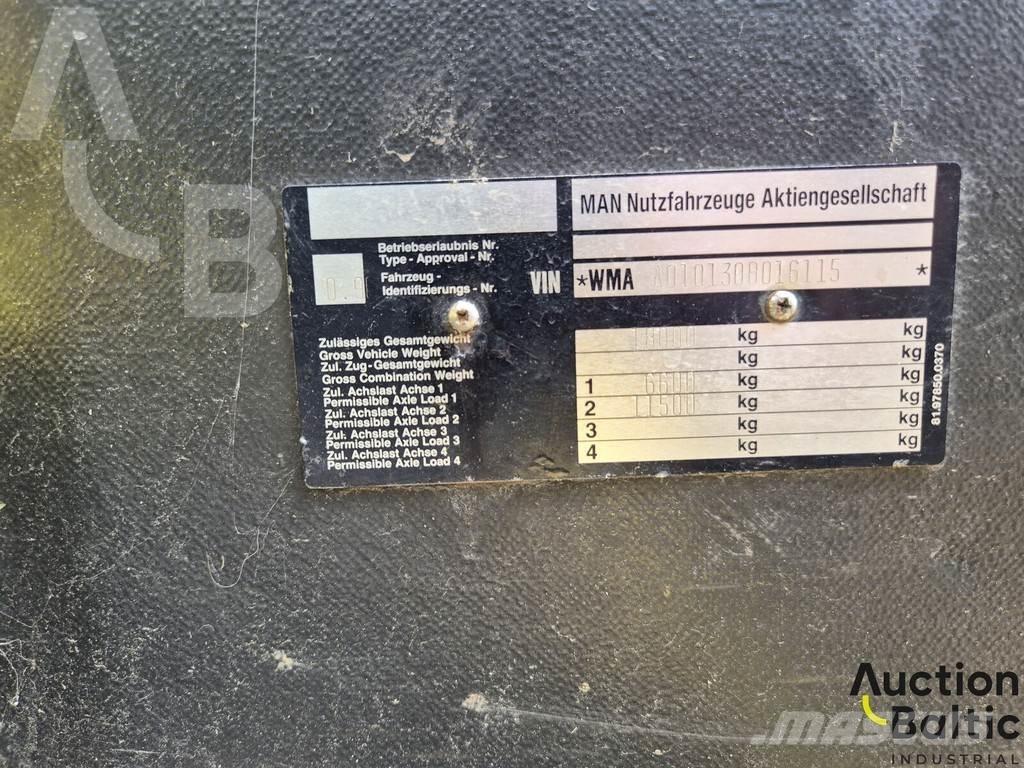 A
B
MAN Nutzfahrzeuge Aktiengesellschaft
Betriebserlaubnis Nr.
Type - Approval - Nr.
Fahrzeug -
Identifizierungs - Nr.
VIN
*WMA A0101308016115 *
Zulässiges Gesamtgewicht
Gross Vehicle Weight
18000 kg kg
Zul. Zug-Gesamtgewicht
Gross Combination Weight
kg kg
Zul. Achslast Achse 1
Permissible Axle Load 1
1 kg kg
Zul. Achslast Achse 2
Permissible Axle Load 2
2 11500 kg kg
Zul. Achslast Achse 3
Permissible Axle Load 3
3 kg kg
Zul. Achslast Achse 4
Permissible Axle Load 4
4 kg kg
81.97850.0370
Auction
Baltic
INDUSTRIAL